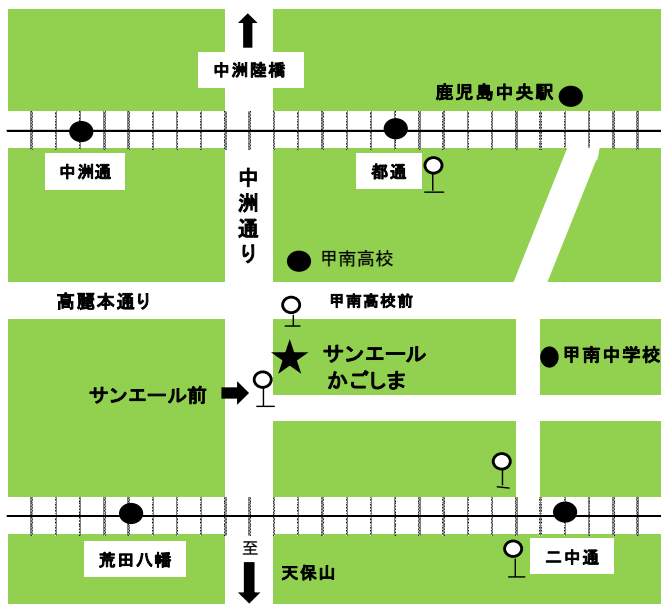 中洲陸橋
鹿児島中央駅
中洲通
都通
中洲通り
甲南高校
高麗本通り
甲南高校前
サンエール
かごしま
甲南中学校
サンエール前
荒田八幡
至
天保山
二中通